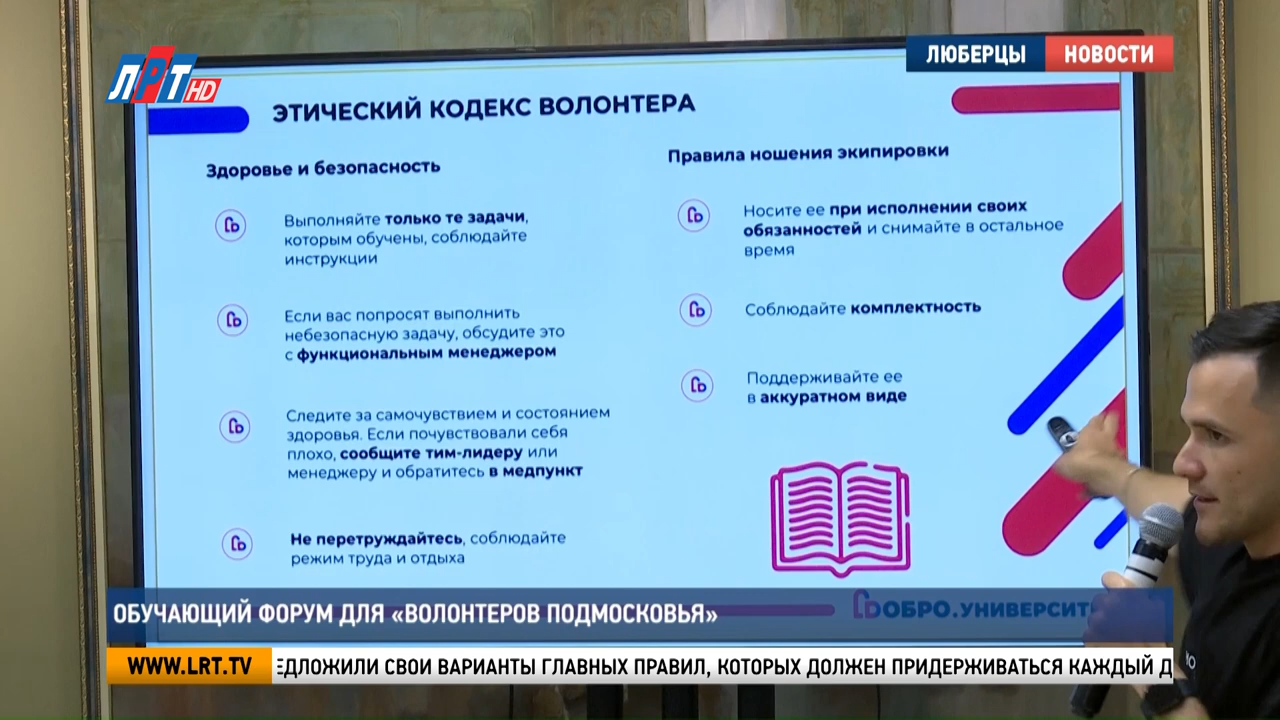 ЛРТ HD
ЛЮБЕРЦЫ НОВОСТИ
ЭТИЧЕСКИЙ КОДЕКС ВОЛОНТЕРА
Здоровье и безопасность
Выполняйте только те задачи,
которым обучены, соблюдайте
инструкции
Если вас попросят выполнить
небезопасную задачу, обсудите это
с функциональным менеджером
Следите за самочувствием и состоянием
здоровья. Если почувствовали себя
плохо, сообщите тим-лидеру или
менеджеру и обратитесь в медпункт
Не перетруждайтесь, соблюдайте
режим труда и отдыха
Правила ношения экипировки
Носите ее при исполнении своих
обязанностей и снимайте в остальное
время
Соблюдайте комплектность
Поддерживайте ее
в аккуратном виде
ДОБРО.УНИВЕРСИТ
ОБУЧАЮЩИЙ ФОРУМ ДЛЯ «ВОЛОНТЕРОВ ПОДМОСКОВЬЯ»
WWW.LRT.TV
ЕДЛОЖИЛИ СВОИ ВАРИАНТЫ ГЛАВНЫХ ПРАВИЛ, КОТОРЫХ ДОЛЖЕН ПРИДЕРЖИВАТЬСЯ КАЖДЫЙ Д